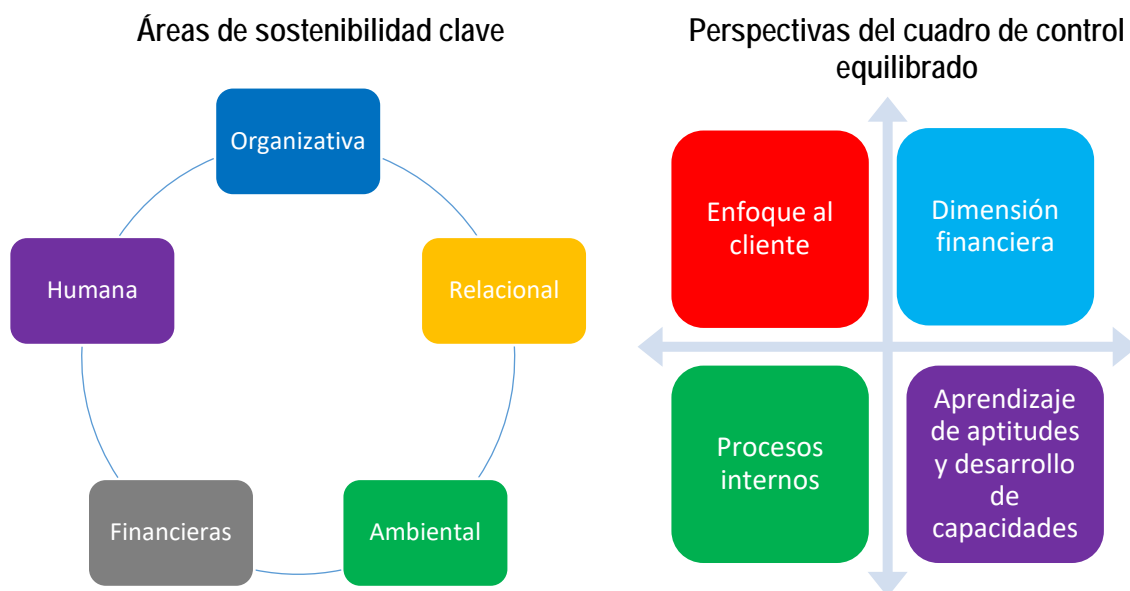 Áreas de sostenibilidad clave
Organizativa
Relacional
Ambiental
Financieras
Humana
Perspectivas del cuadro de control
equilibrado
Enfoque al
cliente
Dimensión
financiera
Procesos
internos
Aprendizaje
de aptitudes
y desarrollo
de
capacidades